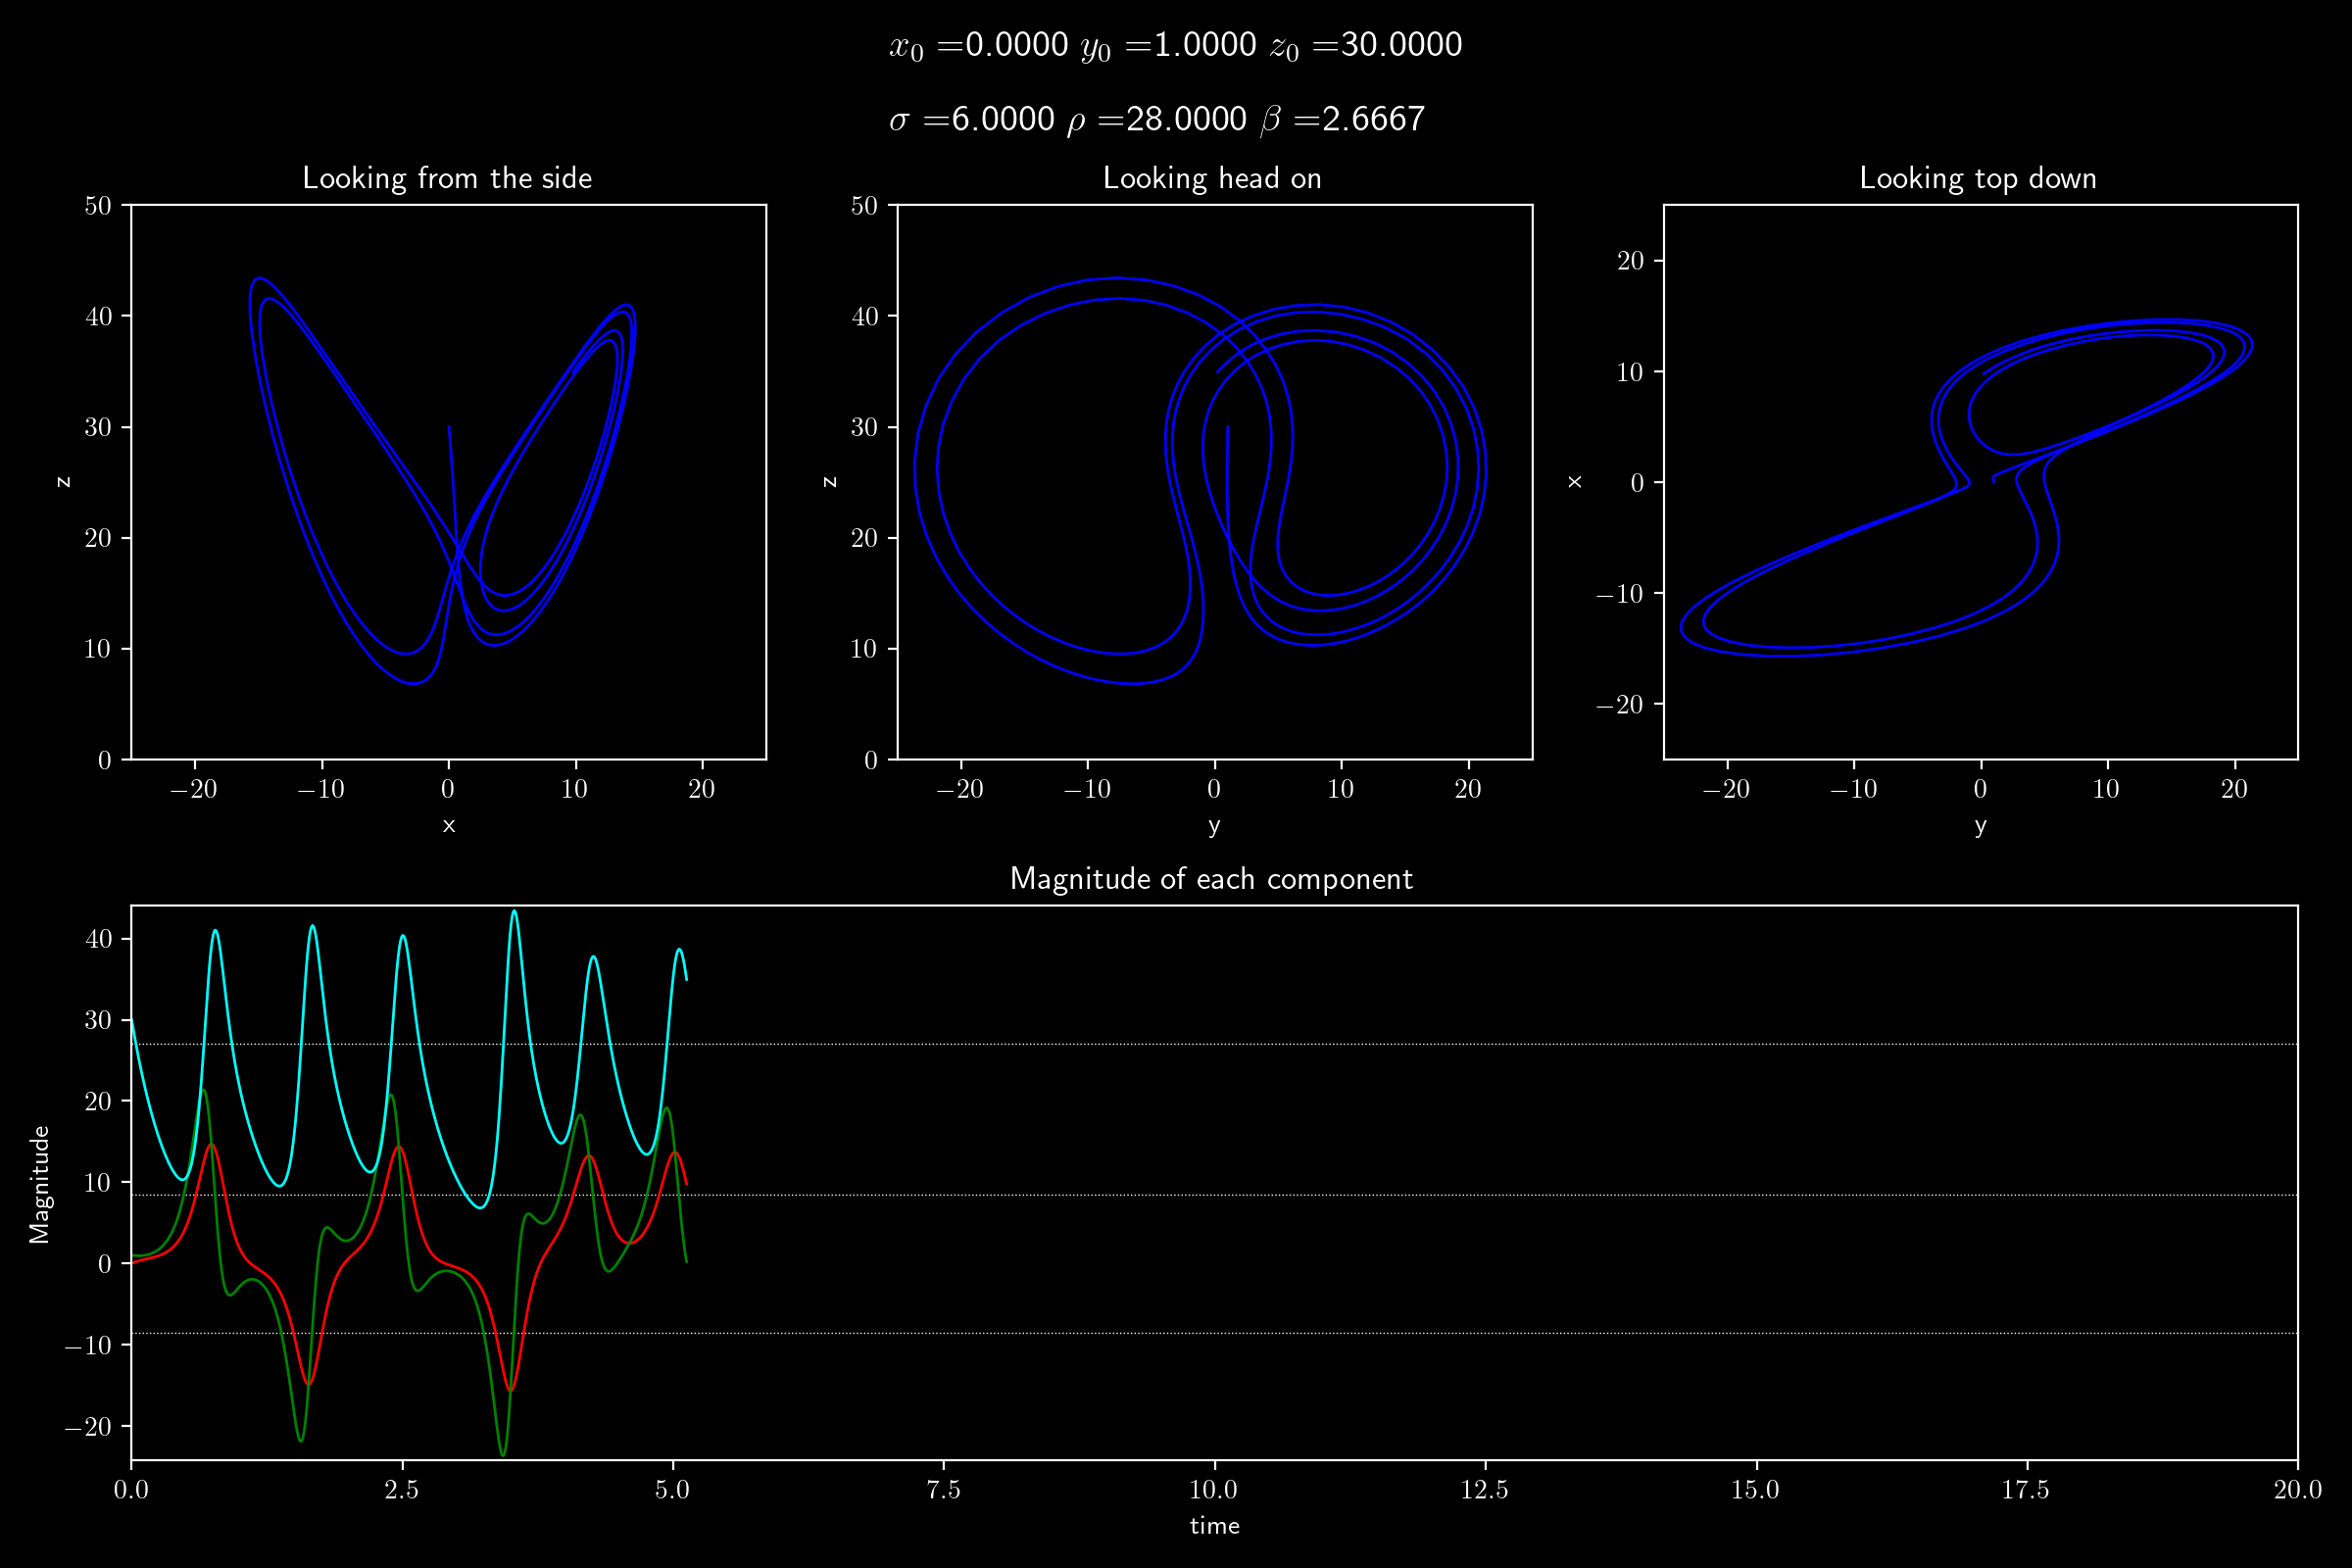 x₀ =0.0000 y₀ =1.0000 z₀ =30.0000
σ =6.0000 ρ =28.0000 β =2.6667
Looking from the side
50
40
30
20
10
0
z
−20 −10 0 10 20
x
Looking head on
50
40
30
20
10
0
z
−20 −10 0 10 20
y
Looking top down
20
10
0
−10
−20
x
−20 −10 0 10 20
y
Magnitude of each component
40
30
20
10
0
−10
−20
Magnitude
0.0 2.5 5.0 7.5 10.0 12.5 15.0 17.5 20.0
time